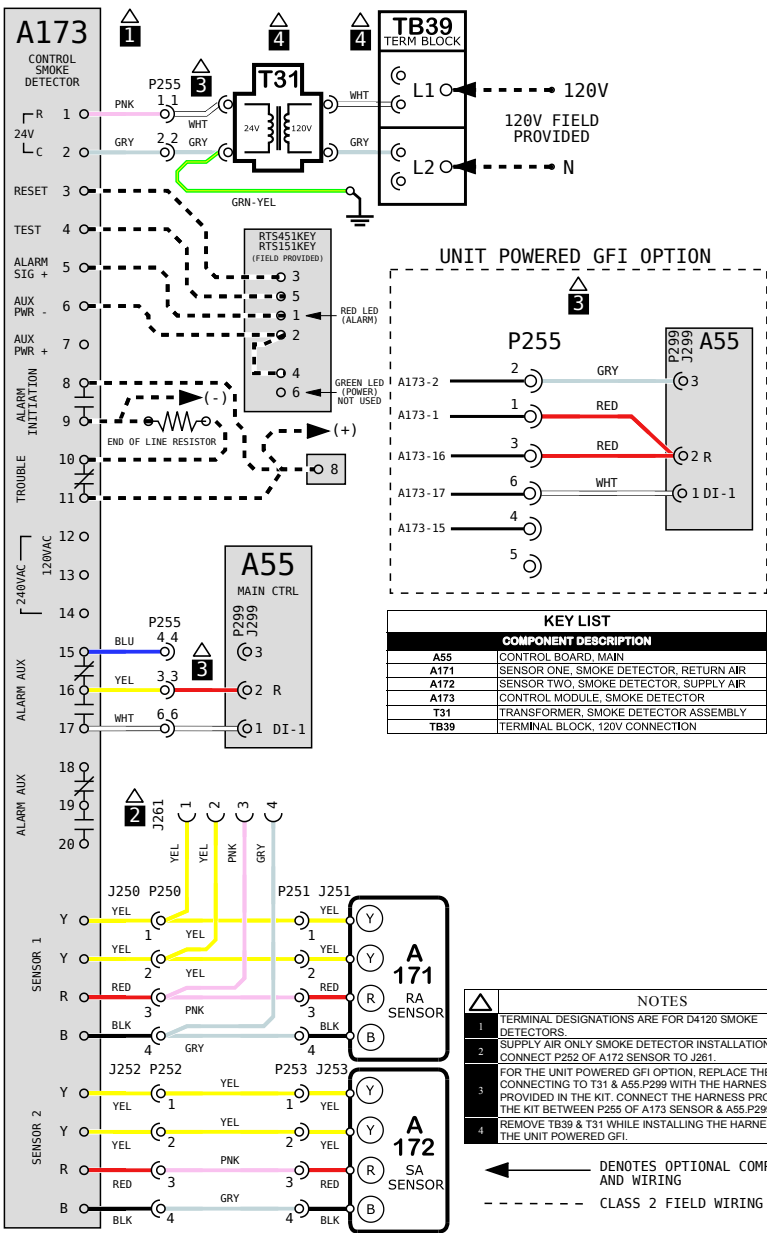 A173
CONTROL
SMOKE
DETECTOR
1
3
4
4
TB39
TERM BLOCK
P255
T31
R 1
PNK
1 1
WHT
24V
120V
WHT
L1
120V
24V
120V FIELD
PROVIDED
C 2
GRY
2 2
GRY
GRY
L2
N
GRN-YEL
RESET 3
TEST 4
ALARM
SIG + 5
AUX
PWR - 6
AUX
PWR + 7
RTS451KEY
RTS151KEY
(FIELD PROVIDED)
3
5
1
RED LED
(ALARM)
2
4
6
GREEN LED
(POWER)
NOT USED
8
ALARM
INITIATION
9
(-)
END OF LINE RESISTOR
(+)
8
TROUBLE
10
11
12
120VAC
240VAC
13
14
UNIT POWERED GFI OPTION
3
P255
P299
J299
A55
A173-2
2
GRY
3
A173-1
1
RED
A173-16
3
RED
2 R
A173-17
6
WHT
1 DI-1
A173-15
4
5
A55
MAIN CTRL
P299
J299
P255
15
BLU
4 4
3
3
ALARM AUX
16
YEL
3 3
2 R
17
WHT
6 6
1 DI-1
KEY LIST
COMPONENT DESCRIPTION
A55 CONTROL BOARD, MAIN
A171 SENSOR ONE, SMOKE DETECTOR, RETURN AIR
A172 SENSOR TWO, SMOKE DETECTOR, SUPPLY AIR
A173 CONTROL MODULE, SMOKE DETECTOR
T31 TRANSFORMER, SMOKE DETECTOR ASSEMBLY
TB39 TERMINAL BLOCK, 120V CONNECTION
18
ALARM AUX
19
20
2
J261
1 2 3 4
YEL YEL PNK GRY
J250 P250 P251 J251
SENSOR 1
Y YEL 1 YEL 1 YEL Y
Y YEL 2 YEL 2 YEL Y
R RED 3 PNK 3 RED R
B BLK 4 GRY 4 BLK B
A
171
RA
SENSOR
J252 P252 P253 J253
SENSOR 2
Y YEL 1 YEL 1 YEL Y
Y YEL 2 YEL 2 YEL Y
R RED 3 PNK 3 RED R
B BLK 4 GRY 4 BLK B
A
172
SA
SENSOR
NOTES
1 TERMINAL DESIGNATIONS ARE FOR D4120 SMOKE
DETECTORS.
2 SUPPLY AIR ONLY SMOKE DETECTOR INSTALLATION
CONNECT P252 OF A172 SENSOR TO J261.
3 FOR THE UNIT POWERED GFI OPTION, REPLACE THE
CONNECTING TO T31 & A55.P299 WITH THE HARNES
PROVIDED IN THE KIT. CONNECT THE HARNESS PRO
THE KIT BETWEEN P255 OF A173 SENSOR & A55.P299
4 REMOVE TB39 & T31 WHILE INSTALLING THE HARNE
THE UNIT POWERED GFI.
DENOTES OPTIONAL COMP
AND WIRING
CLASS 2 FIELD WIRING